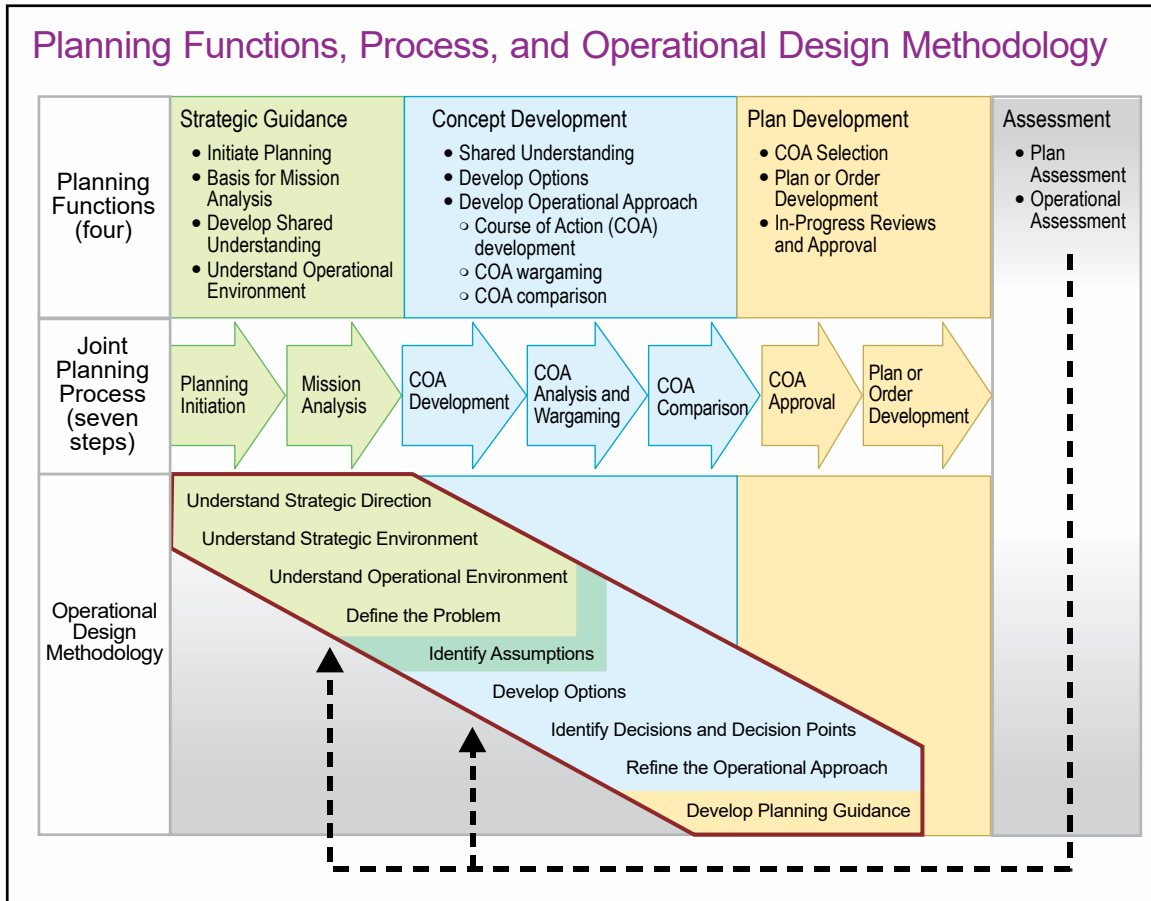 Planning Functions, Process, and Operational Design Methodology
Planning
Functions
(four)
Strategic Guidance
• Initiate Planning
• Basis for Mission
Analysis
• Develop Shared
Understanding
• Understand Operational
Environment
Concept Development
• Shared Understanding
• Develop Options
• Develop Operational Approach
○ Course of Action (COA)
development
○ COA wargaming
○ COA comparison
Plan Development
• COA Selection
• Plan or Order
Development
• In-Progress Reviews
and Approval
Assessment
• Plan
Assessment
• Operational
Assessment
Joint
Planning
Process
(seven
steps)
Planning
Initiation
Mission
Analysis
COA
Development
COA
Analysis and
Wargaming
COA
Comparison
COA
Approval
Plan or
Order
Development
Operational
Design
Methodology
Understand Strategic Direction
Understand Strategic Environment
Understand Operational Environment
Define the Problem
Identify Assumptions
Develop Options
Identify Decisions and Decision Points
Refine the Operational Approach
Develop Planning Guidance